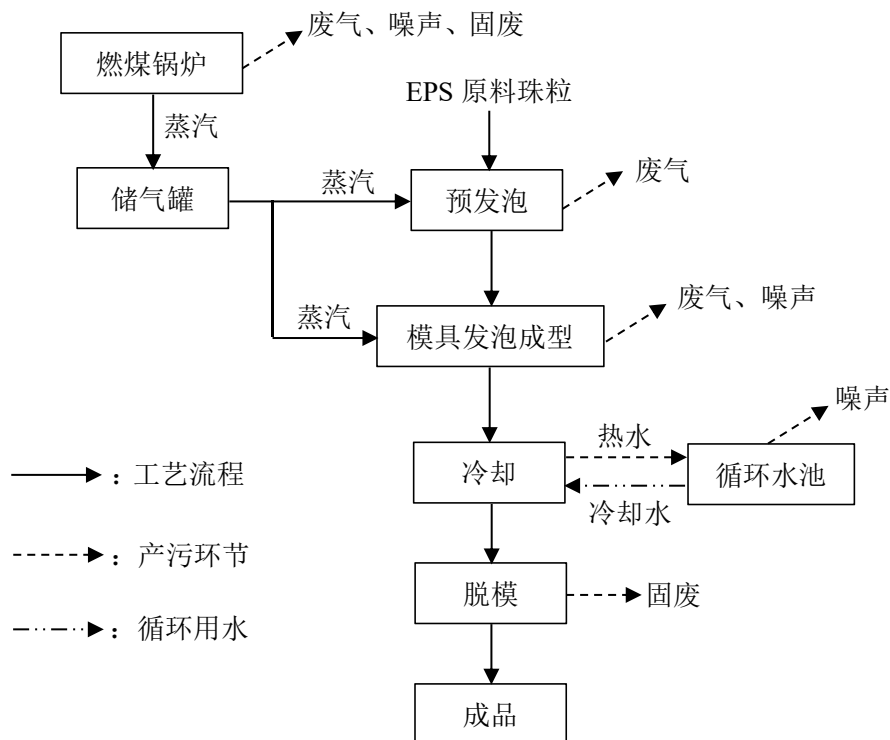 废气、噪声、固废
燃煤锅炉
EPS 原料珠粒
蒸汽
储气罐
蒸汽
预发泡
废气
蒸汽
模具发泡成型
废气、噪声
噪声
冷却
热水
冷却水
循环水池
：工艺流程
：产污环节
脱模
固废
：循环用水
成品